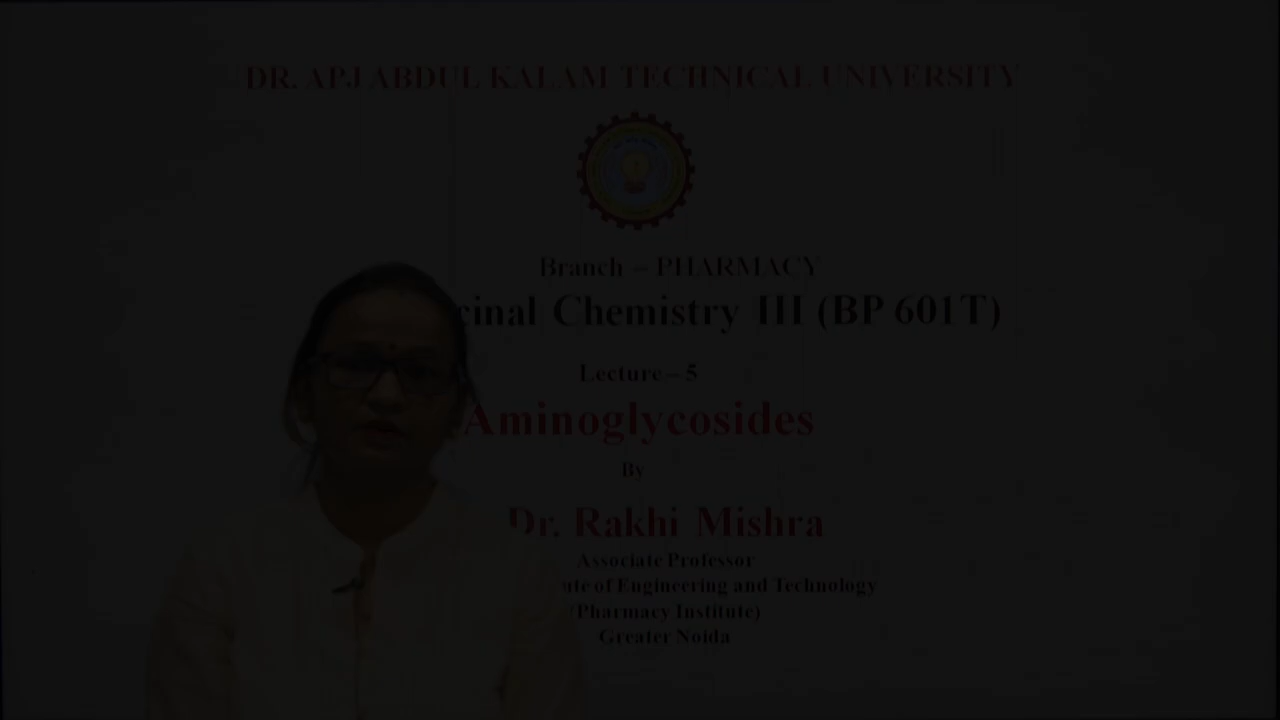 DR. APJ ABDUL KALAM TECHNICAL UNIVERSITY
Branch – PHARMACY
cinal Chemistry III (BP 601T)
Lecture – 5
Aminoglycosides
By
Dr. Rakhi Mishra
Associate Professor
ute of Engineering and Technology
(Pharmacy Institute)
Greater Noida